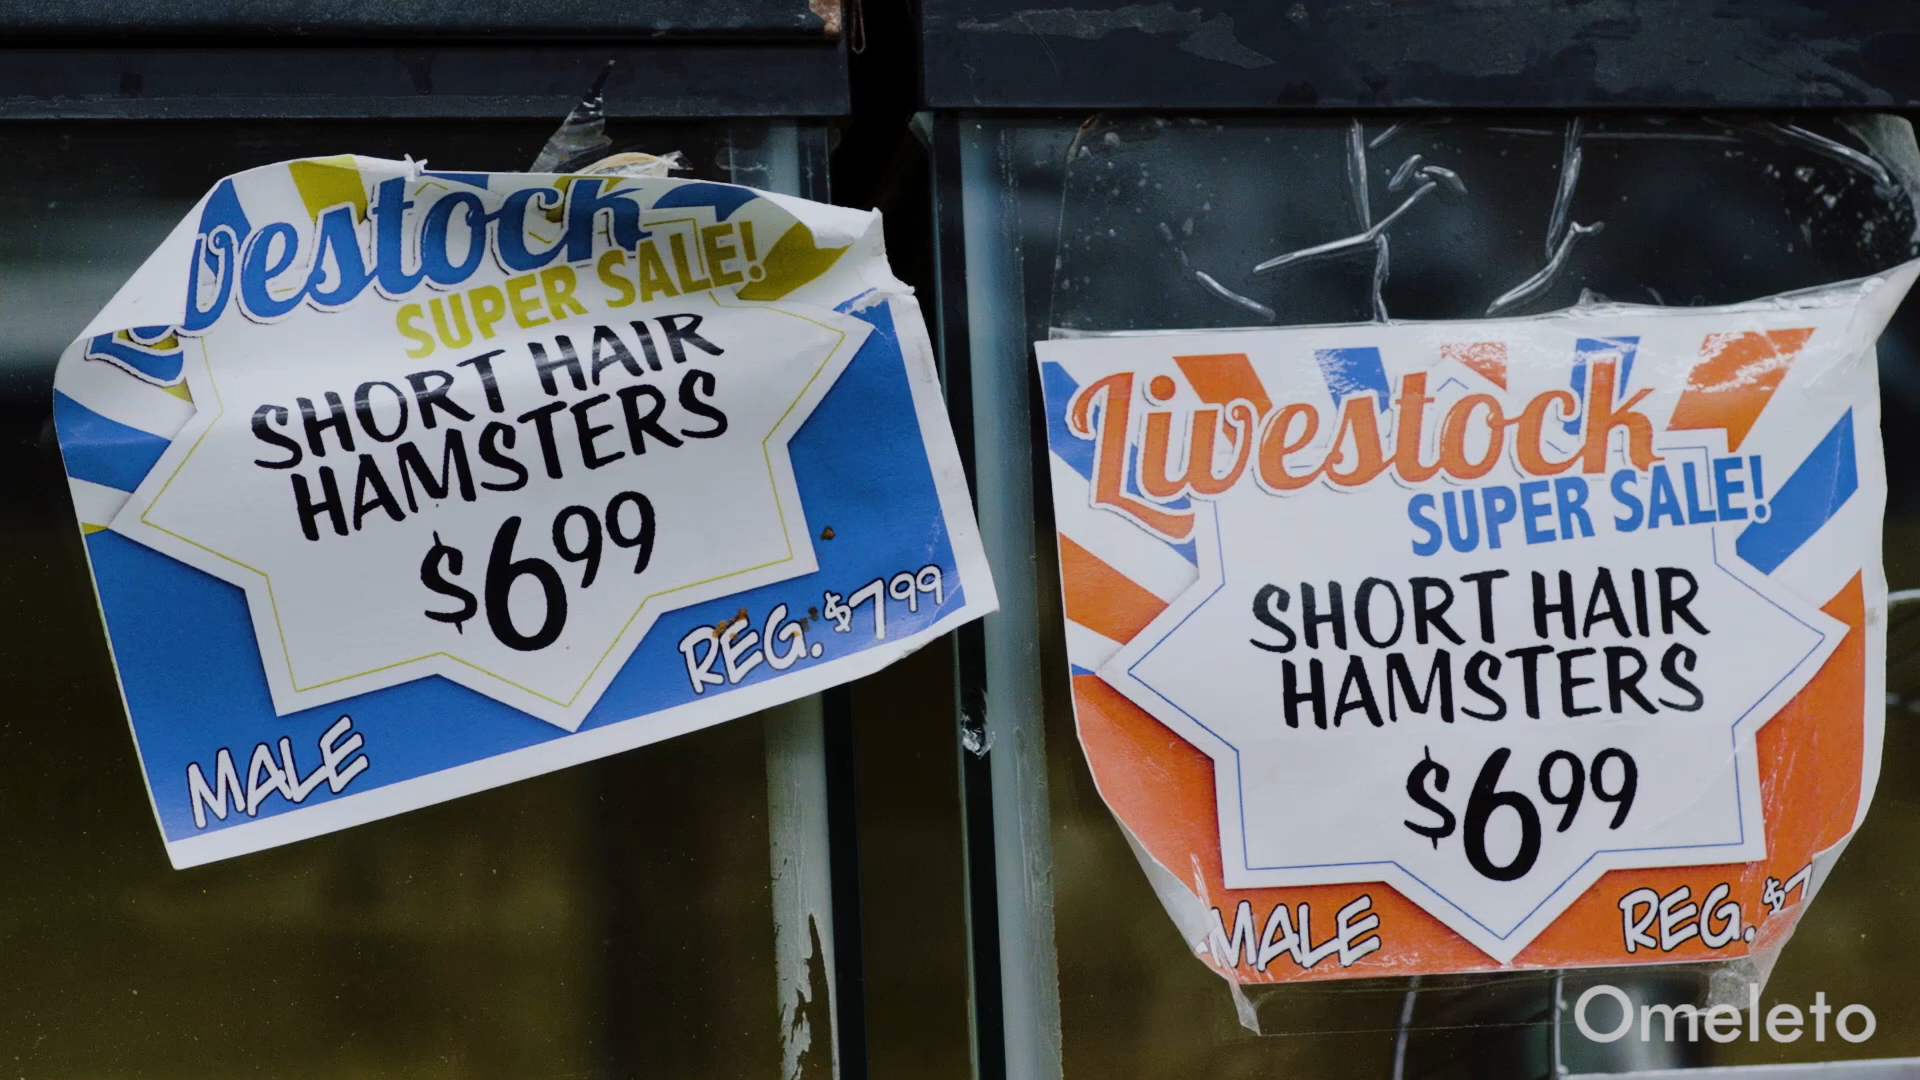 Livestock
SUPER SALE!
SHORT HAIR
HAMSTERS
$6.99
REG. $7.99
MALE
Livestock
SUPER SALE!
SHORT HAIR
HAMSTERS
$6.99
MALE
REG. $7
Omeleto